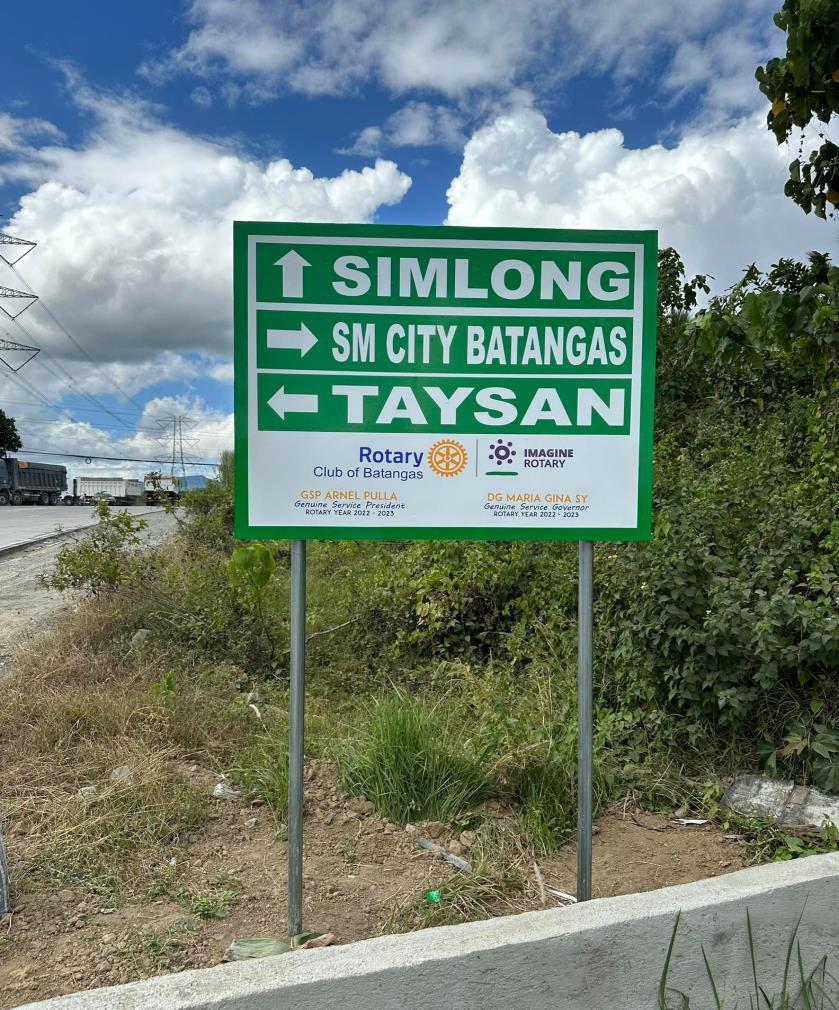 SIMLONG
SM CITY BATANGAS
TAYSAN
Rotary
Club of Batangas
IMAGINE
ROTARY
GSP ARNEL PULLA
Genuine Service President
ROTARY YEAR 2022 - 2023
DG MARIA GINA SY
Genuine Service Governor
ROTARY YEAR 2022 - 2023